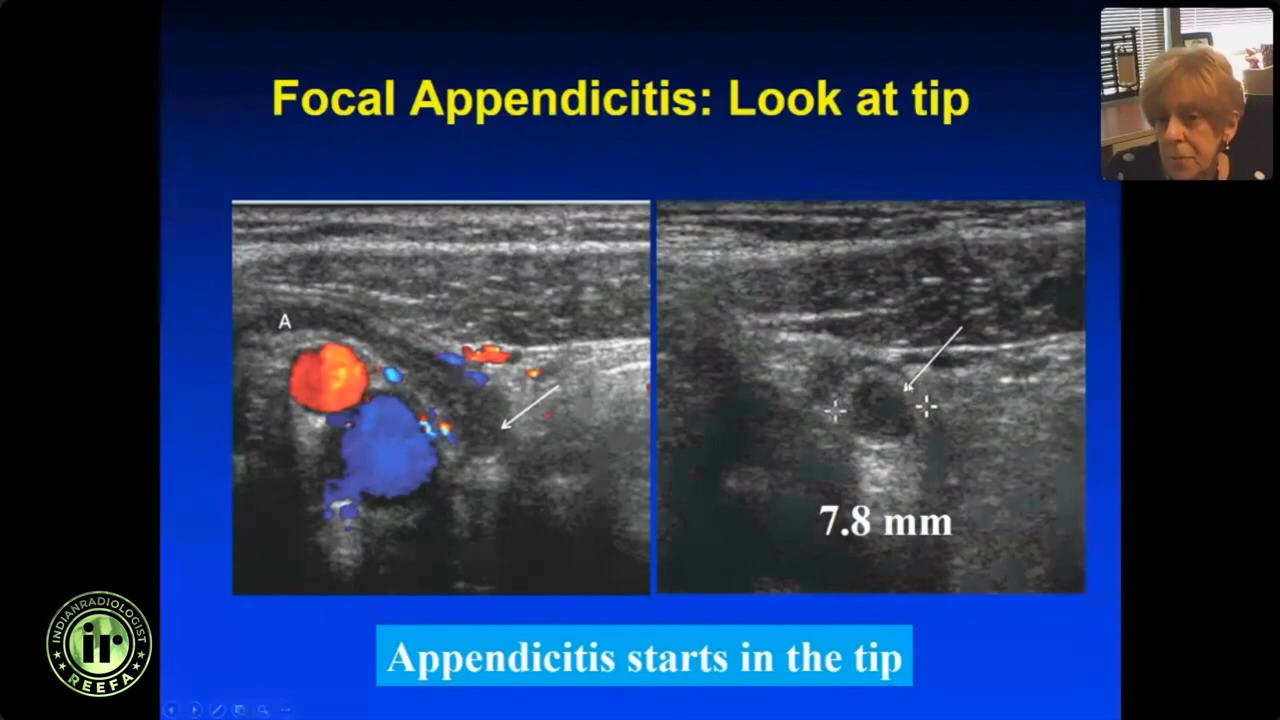 Focal Appendicitis: Look at tip
A
7.8 mm
Appendicitis starts in the tip
INDIANRADIOLOGIST
ir
REEFA